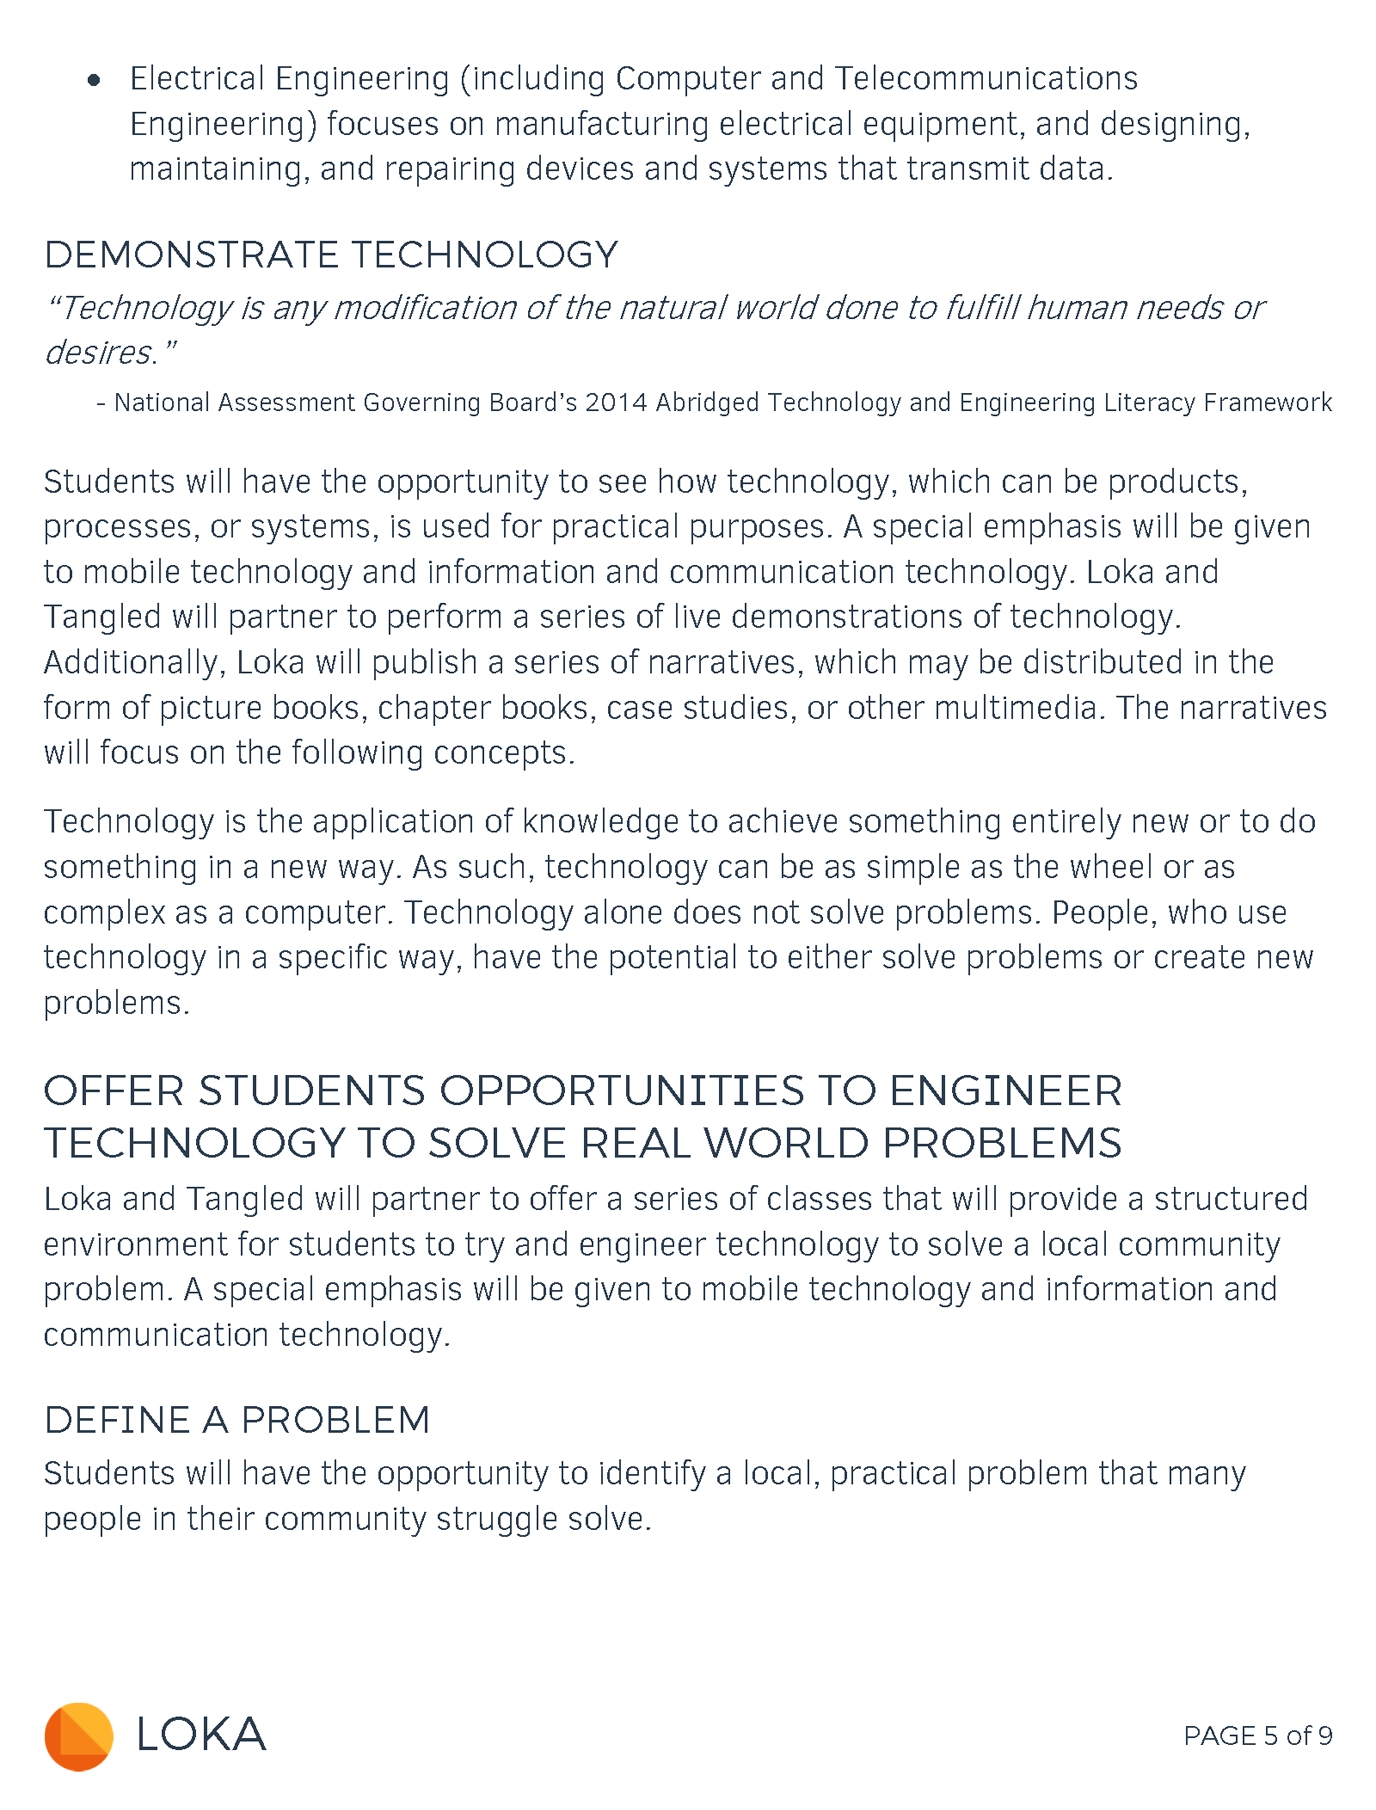 • Electrical Engineering (including Computer and Telecommunications
Engineering) focuses on manufacturing electrical equipment, and designing,
maintaining, and repairing devices and systems that transmit data.
DEMONSTRATE TECHNOLOGY
“Technology is any modification of the natural world done to fulfill human needs or
desires.”
- National Assessment Governing Board’s 2014 Abridged Technology and Engineering Literacy Framework
Students will have the opportunity to see how technology, which can be products,
processes, or systems, is used for practical purposes. A special emphasis will be given
to mobile technology and information and communication technology. Loka and
Tangled will partner to perform a series of live demonstrations of technology.
Additionally, Loka will publish a series of narratives, which may be distributed in the
form of picture books, chapter books, case studies, or other multimedia. The narratives
will focus on the following concepts.
Technology is the application of knowledge to achieve something entirely new or to do
something in a new way. As such, technology can be as simple as the wheel or as
complex as a computer. Technology alone does not solve problems. People, who use
technology in a specific way, have the potential to either solve problems or create new
problems.
OFFER STUDENTS OPPORTUNITIES TO ENGINEER
TECHNOLOGY TO SOLVE REAL WORLD PROBLEMS
Loka and Tangled will partner to offer a series of classes that will provide a structured
environment for students to try and engineer technology to solve a local community
problem. A special emphasis will be given to mobile technology and information and
communication technology.
DEFINE A PROBLEM
Students will have the opportunity to identify a local, practical problem that many
people in their community struggle solve.
LOKA
PAGE 5 of 9